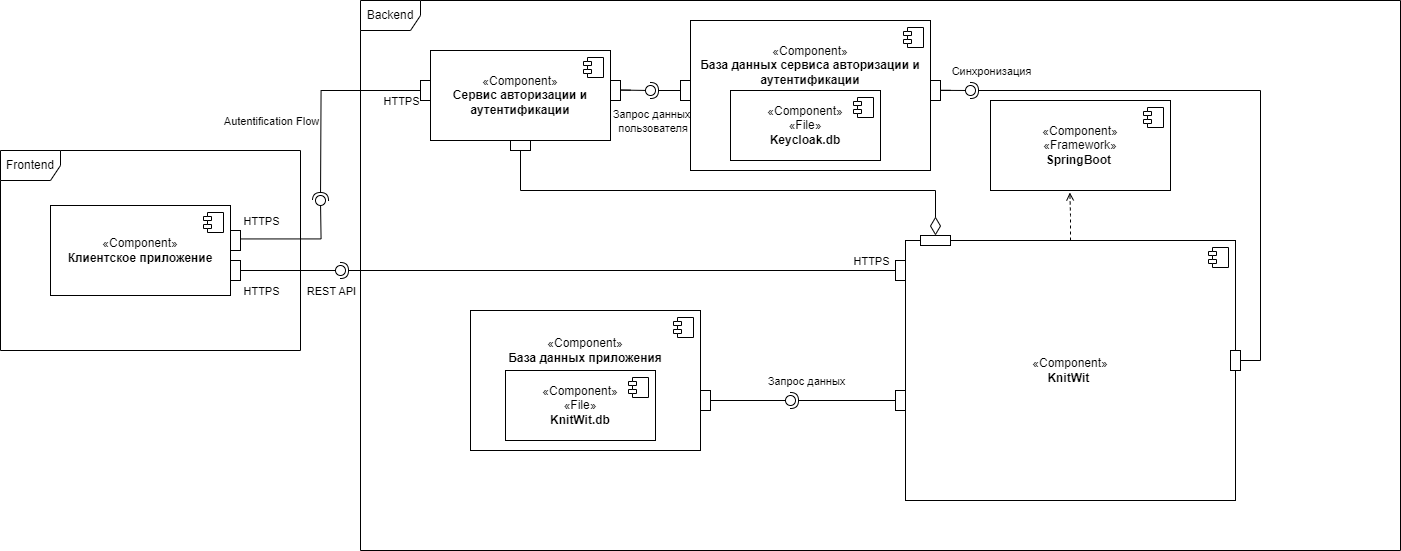 Backend
«Component»
Сервис авторизации и
аутентификации
HTTPS
Запрос данных
пользователя
«Component»
База данных сервиса авторизации и
аутентификации
«Component»
«File»
Keycloak.db
Синхронизация
«Component»
«Framework»
SpringBoot
Autentification Flow
Frontend
«Component»
Клиентское приложение
HTTPS
HTTPS
REST API
HTTPS
«Component»
База данных приложения
«Component»
«File»
KnitWit.db
Запрос данных
«Component»
KnitWit